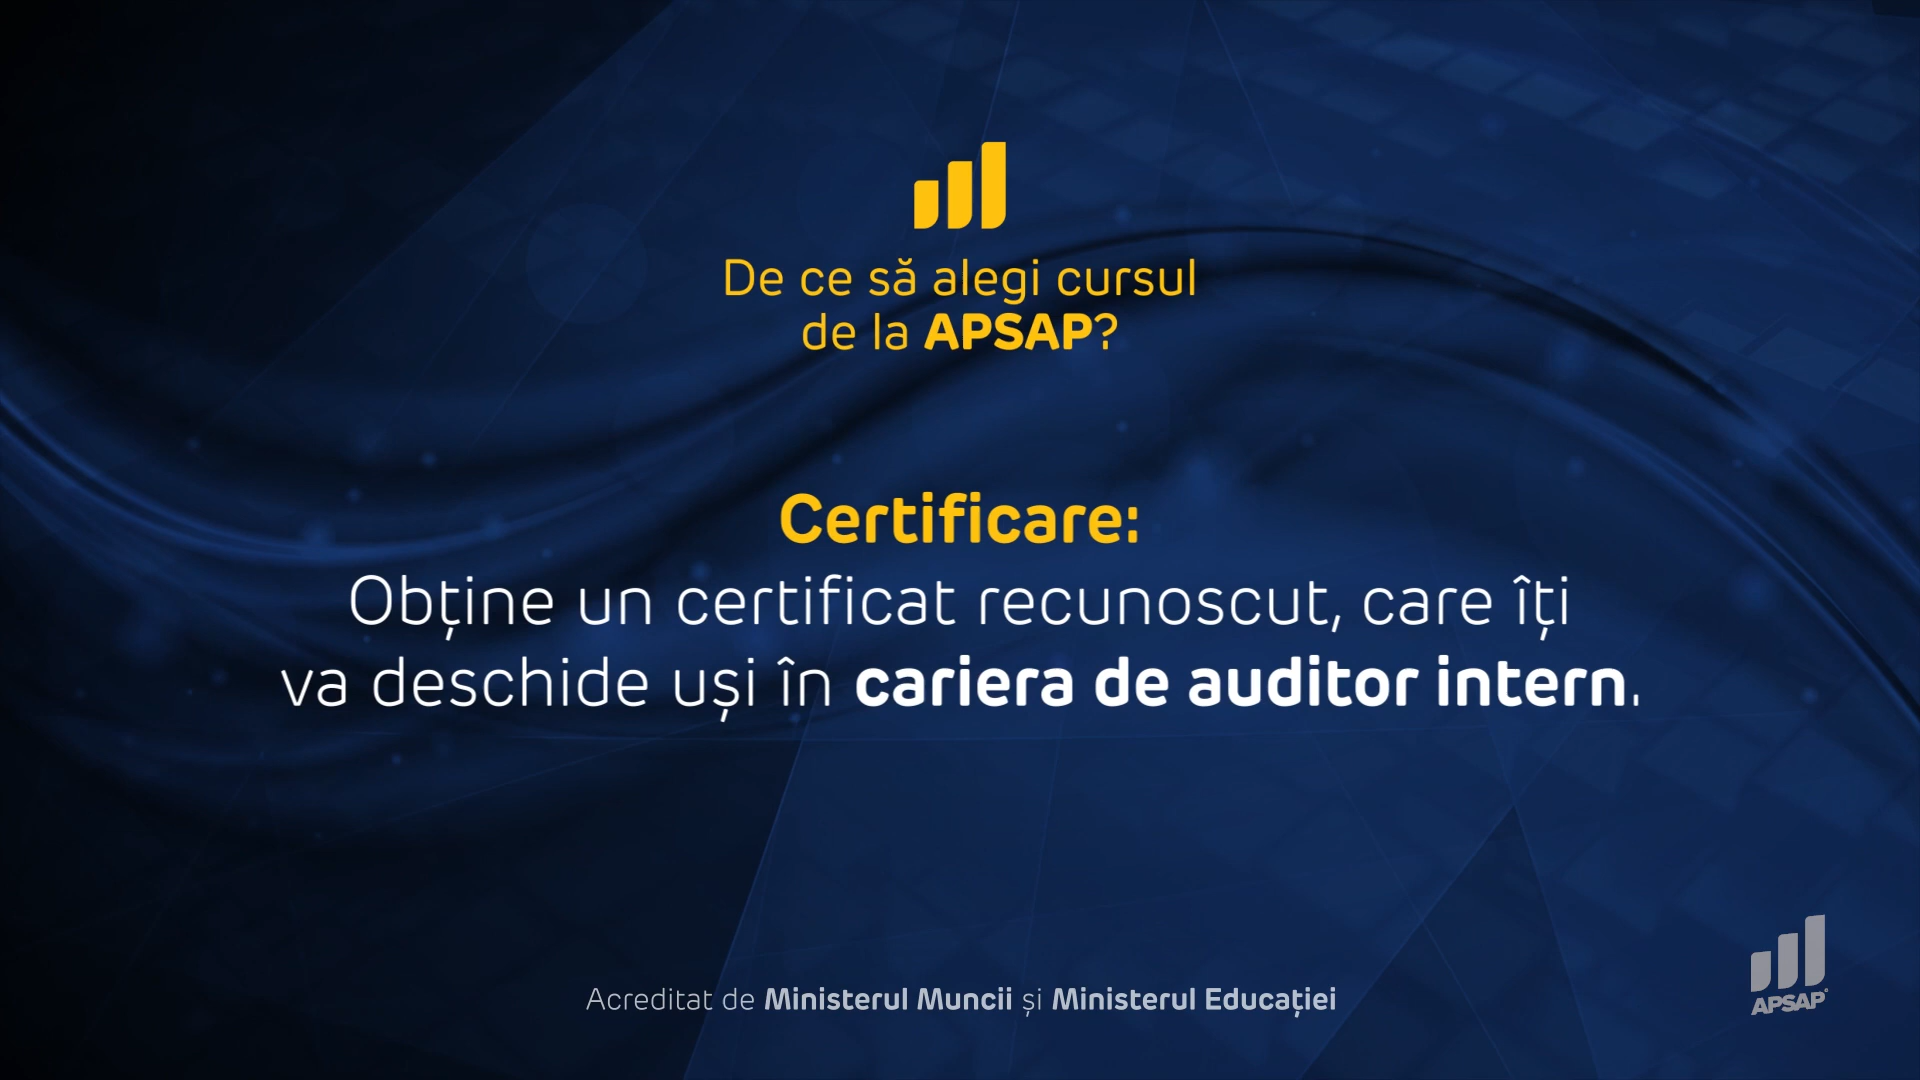 De ce să alegi cursul
de la APSAP?
Certificare:
Obține un certificat recunoscut, care îți
va deschide uși în cariera de auditor intern.
Acreditat de Ministerul Muncii și Ministerul Educației
APSAP